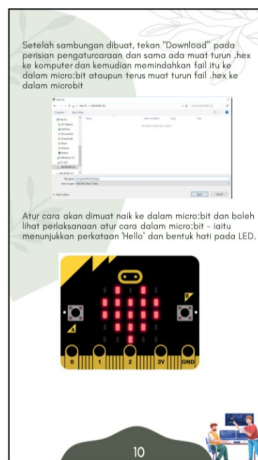 Setelah sambungan dibuat, tekan "Download" pada
perisian pengaturcaraan dan sama ada muat turun .hex
ke komputer dan kemudian memindahkan fail itu ke
dalam micro:bit ataupun terus muat turun fail .hex ke
dalam microbit
Atur cara akan dimuat naik ke dalam micro:bit dan boleh
lihat perlaksanaan atur cara dalam micro:bit - iaitu
menunjukkan perkataan 'Hello' dan bentuk hati pada LED.
A
B
0 1 2 3V GND
10